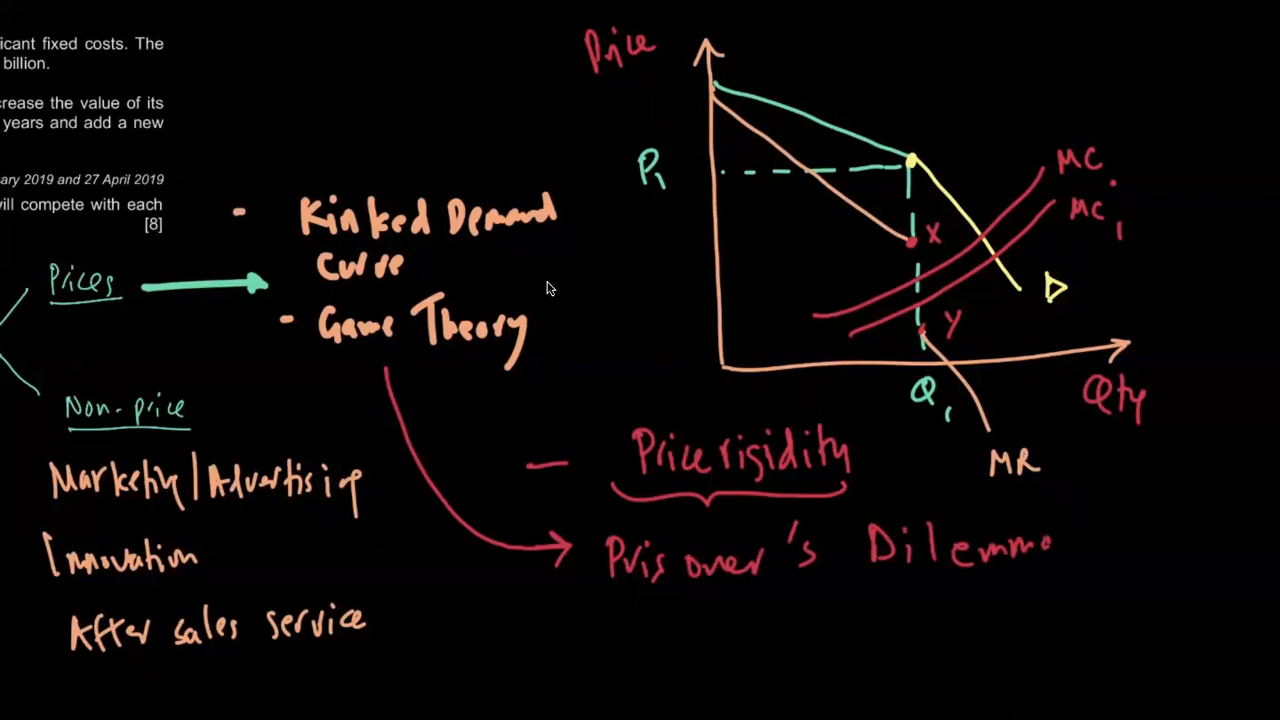 icant fixed costs. The
billion.
crease the value of its
years and add a new
ary 2019 and 27 April 2019
vill compete with each
[8]
Prices
- Kinked Demand
Curve
- Game Theory
Non-price
Marketing/Advertising
Innovation
After sales service
Price
P1
X
MC
MC1
D
Y
Q1
Qty
MR
- Price rigidity
Prisoner's Dilemma